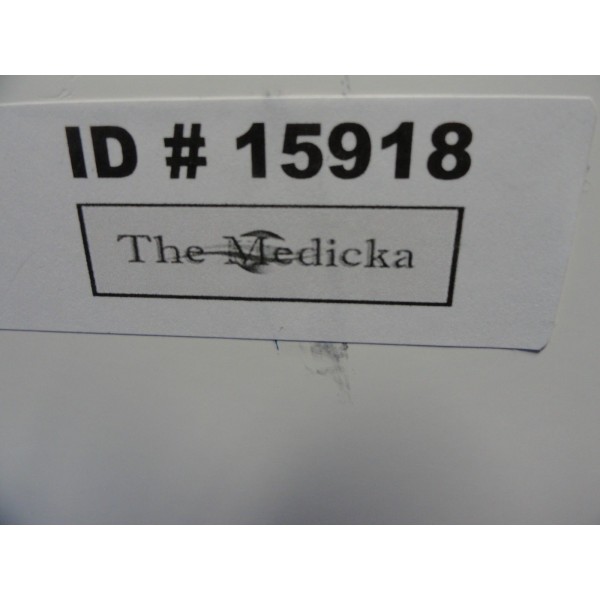 ID # 15918
The Medicka